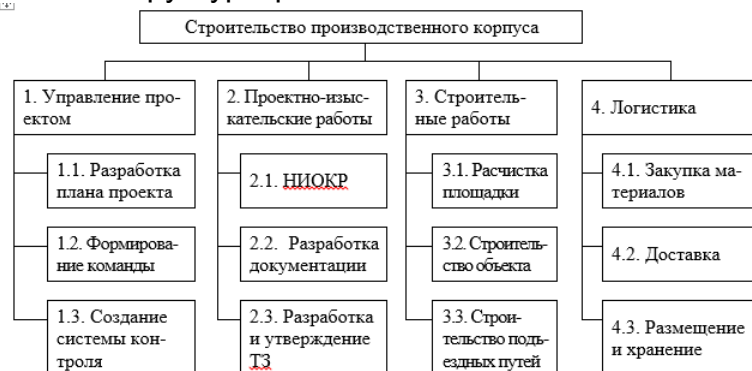 Строительство производственного корпуса
1. Управление про-
ектом
2. Проектно-изыс-
кательские работы
3. Строитель-
ные работы
4. Логистика
1.1. Разработка
плана проекта
2.1. НИОКР
3.1. Расчистка
площадки
4.1. Закупка ма-
териалов
1.2. Формирова-
ние команды
2.2. Разработка
документации
3.2. Строитель-
ство объекта
4.2. Доставка
1.3. Создание
системы кон-
троля
2.3. Разработка
и утверждение
ТЗ
3.3. Строи-
тельство подъ-
ездных путей
4.3. Размещение
и хранение